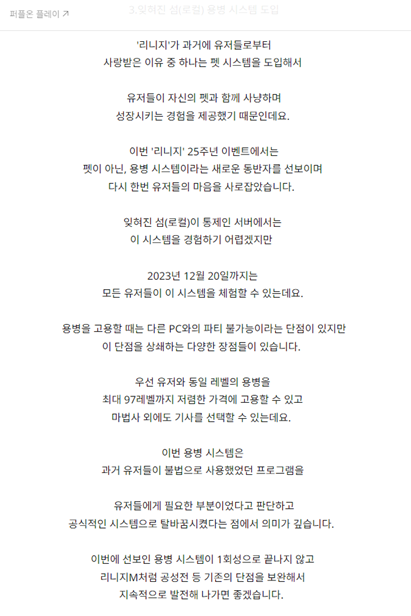 3.잊혀진 섬(로컬) 용병 시스템 도입
퍼플온 플레이 ↗
'리니지'가 과거에 유저들로부터
사랑받은 이유 중 하나는 펫 시스템을 도입해서
유저들이 자신의 펫과 함께 사냥하며
성장시키는 경험을 제공했기 때문인데요.
이번 '리니지' 25주년 이벤트에서는
펫이 아닌, 용병 시스템이라는 새로운 동반자를 선보이며
다시 한번 유저들의 마음을 사로잡았습니다.
잊혀진 섬(로컬)이 통제인 서버에서는
이 시스템을 경험하기 어렵겠지만
2023년 12월 20일까지는
모든 유저들이 이 시스템을 체험할 수 있는데요.
용병을 고용할 때는 다른 PC와의 파티 불가능이라는 단점이 있지만
이 단점을 상쇄하는 다양한 장점들이 있습니다.
우선 유저와 동일 레벨의 용병을
최대 97레벨까지 저렴한 가격에 고용할 수 있고
마법사 외에도 기사를 선택할 수 있는데요.
이번 용병 시스템은
과거 유저들이 불법으로 사용했었던 프로그램을
유저들에게 필요한 부분이었다고 판단하고
공식적인 시스템으로 탈바꿈시켰다는 점에서 의미가 깊습니다.
이번에 선보인 용병 시스템이 1회성으로 끝나지 않고
리니지M처럼 공성전 등 기존의 단점을 보완해서
지속적으로 발전해 나가면 좋겠습니다.